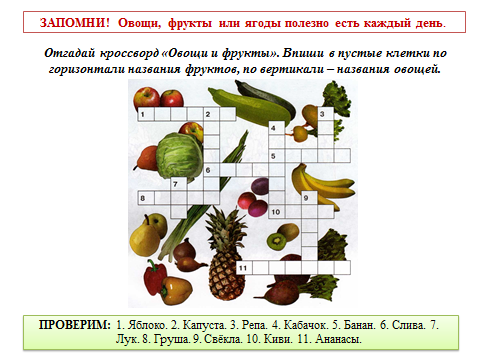 ЗАПОМНИ! Овощи, фрукты или ягоды полезно есть каждый день.
Отгадай кроссворд «Овощи и фрукты». Впиши в пустые клетки по
горизонтали названия фруктов, по вертикали – названия овощей.
1 2 3
4
5
6
7
8 9
10
11
ПРОВЕРИМ: 1. Яблоко. 2. Капуста. 3. Репа. 4. Кабачок. 5. Банан. 6. Слива. 7.
Лук. 8. Груша. 9. Свёкла. 10. Киви. 11. Ананасы.